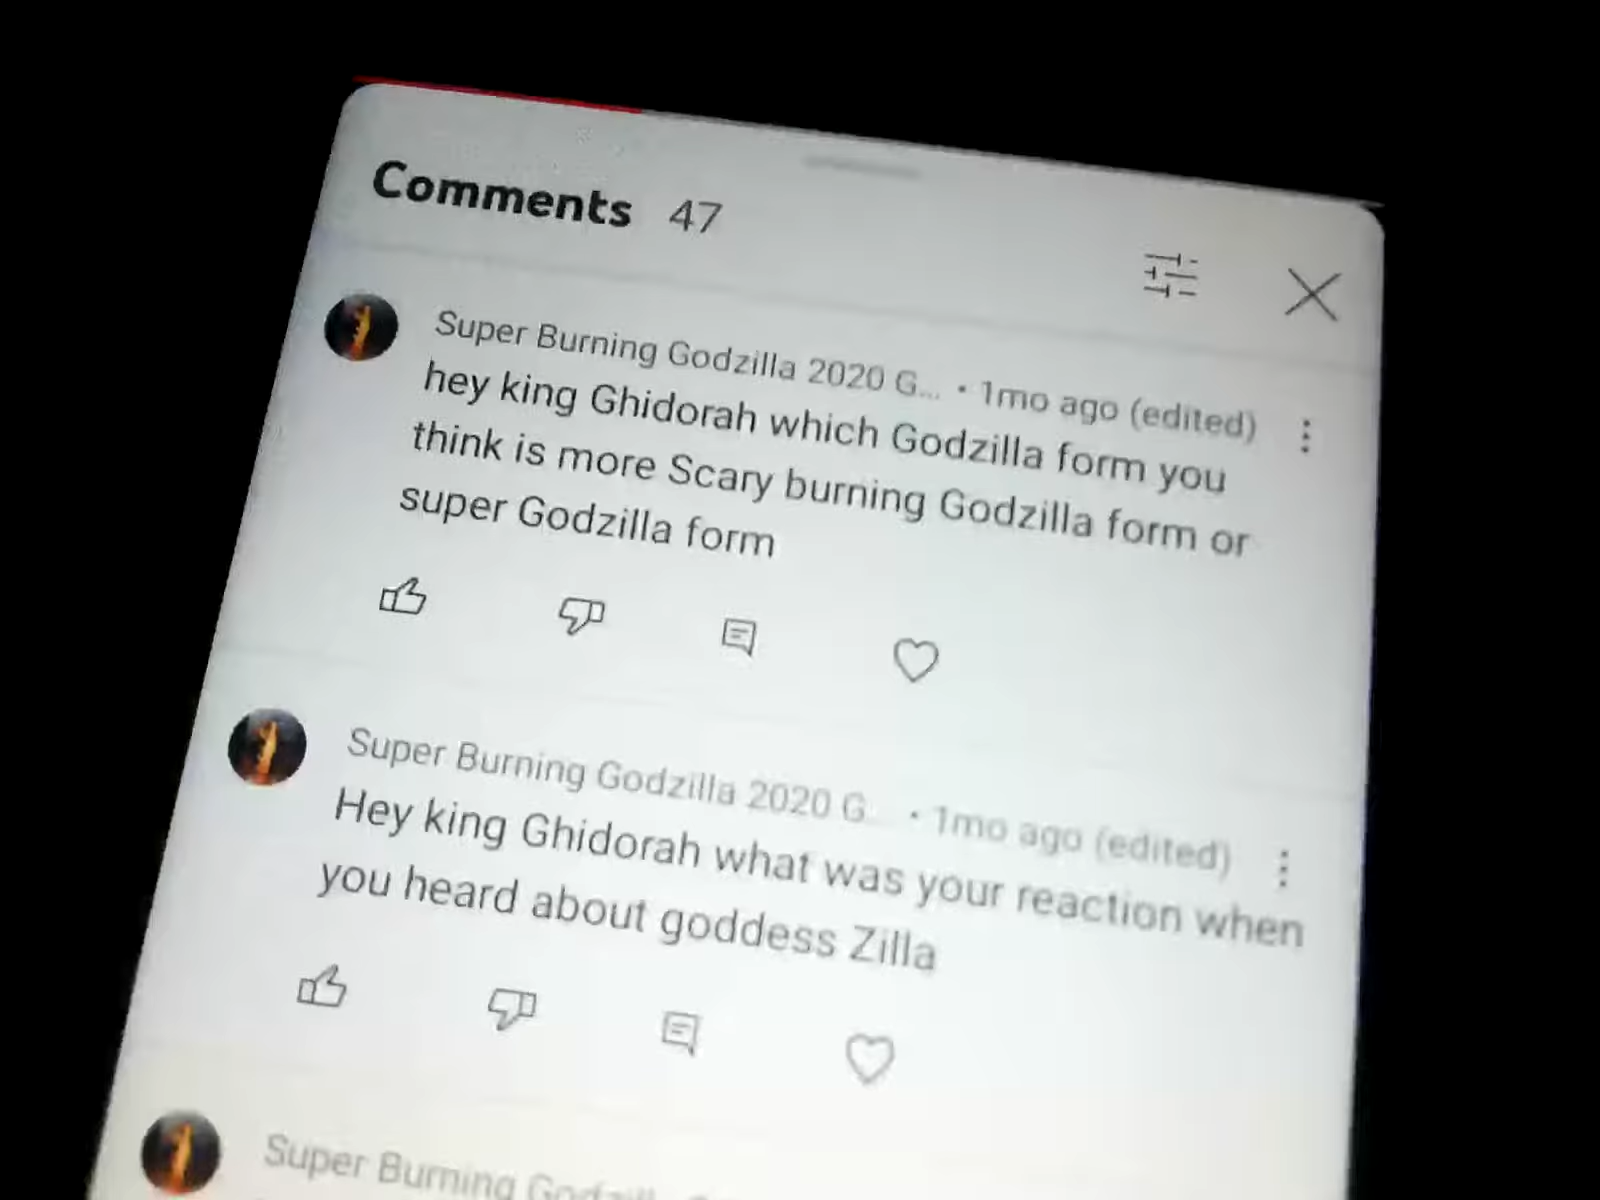 Comments 47
Super Burning Godzilla 2020 G... • 1mo ago (edited)
hey king Ghidorah which Godzilla form you
think is more Scary burning Godzilla form or
super Godzilla form
Super Burning Godzilla 2020 G... • 1mo ago (edited)
Hey king Ghidorah what was your reaction when
you heard about goddess Zilla
Super Burning Godzilla